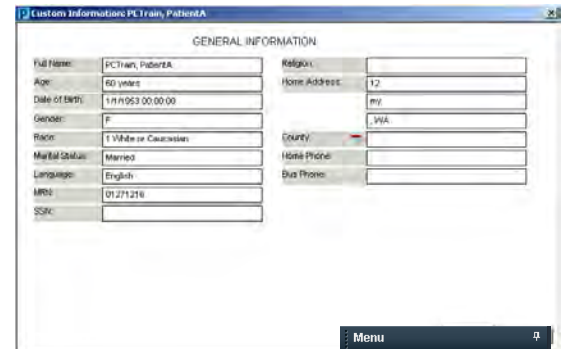 Custom Information: PCTrain, PatientA
GENERAL INFORMATION
Full Name: PCTrain, PatientA
Age: 60 years
Date of Birth: 1/1/1953 00:00:00
Gender: F
Race: 1 White or Caucasian
Marital Status: Married
Language: English
MRN: 01271216
SSN:
Religion:
Home Address: 12
my
, WA
County:
Home Phone:
Bus Phone:
Menu